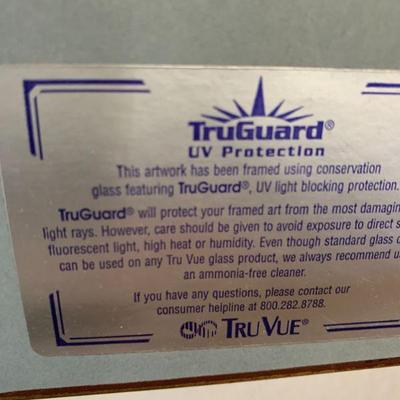 TruGuard®
UV Protection
This artwork has been framed using conservation
glass featuring TruGuard®, UV light blocking protection.
TruGuard® will protect your framed art from the most damagin
light rays. However, care should be given to avoid exposure to direct s
fluorescent light, high heat or humidity. Even though standard glass c
can be used on any Tru Vue glass product, we always recommend u
an ammonia-free cleaner.
If you have any questions, please contact our
consumer helpline at 800.282.8788.
TRU VUE®